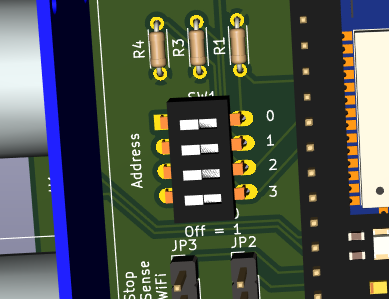 R4
R3
R1
SW1
0
1
2
3
Address
Off = 1
JP3
JP2
Stop
Sense
WiFi